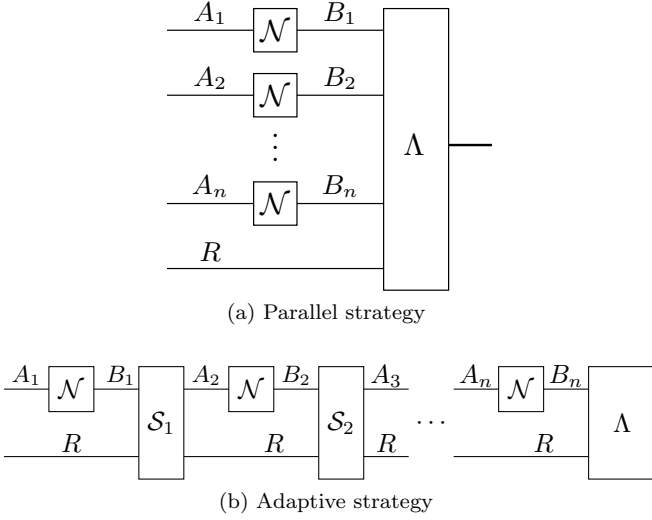 A₁ 𝒩 B₁
A₂ 𝒩 B₂
⋮
Aₙ 𝒩 Bₙ
Λ
R
(a) Parallel strategy
A₁ 𝒩 B₁ A₂ 𝒩 B₂ A₃ Aₙ 𝒩 Bₙ
𝒮₁ 𝒮₂ ⋯ Λ
R R R R
(b) Adaptive strategy